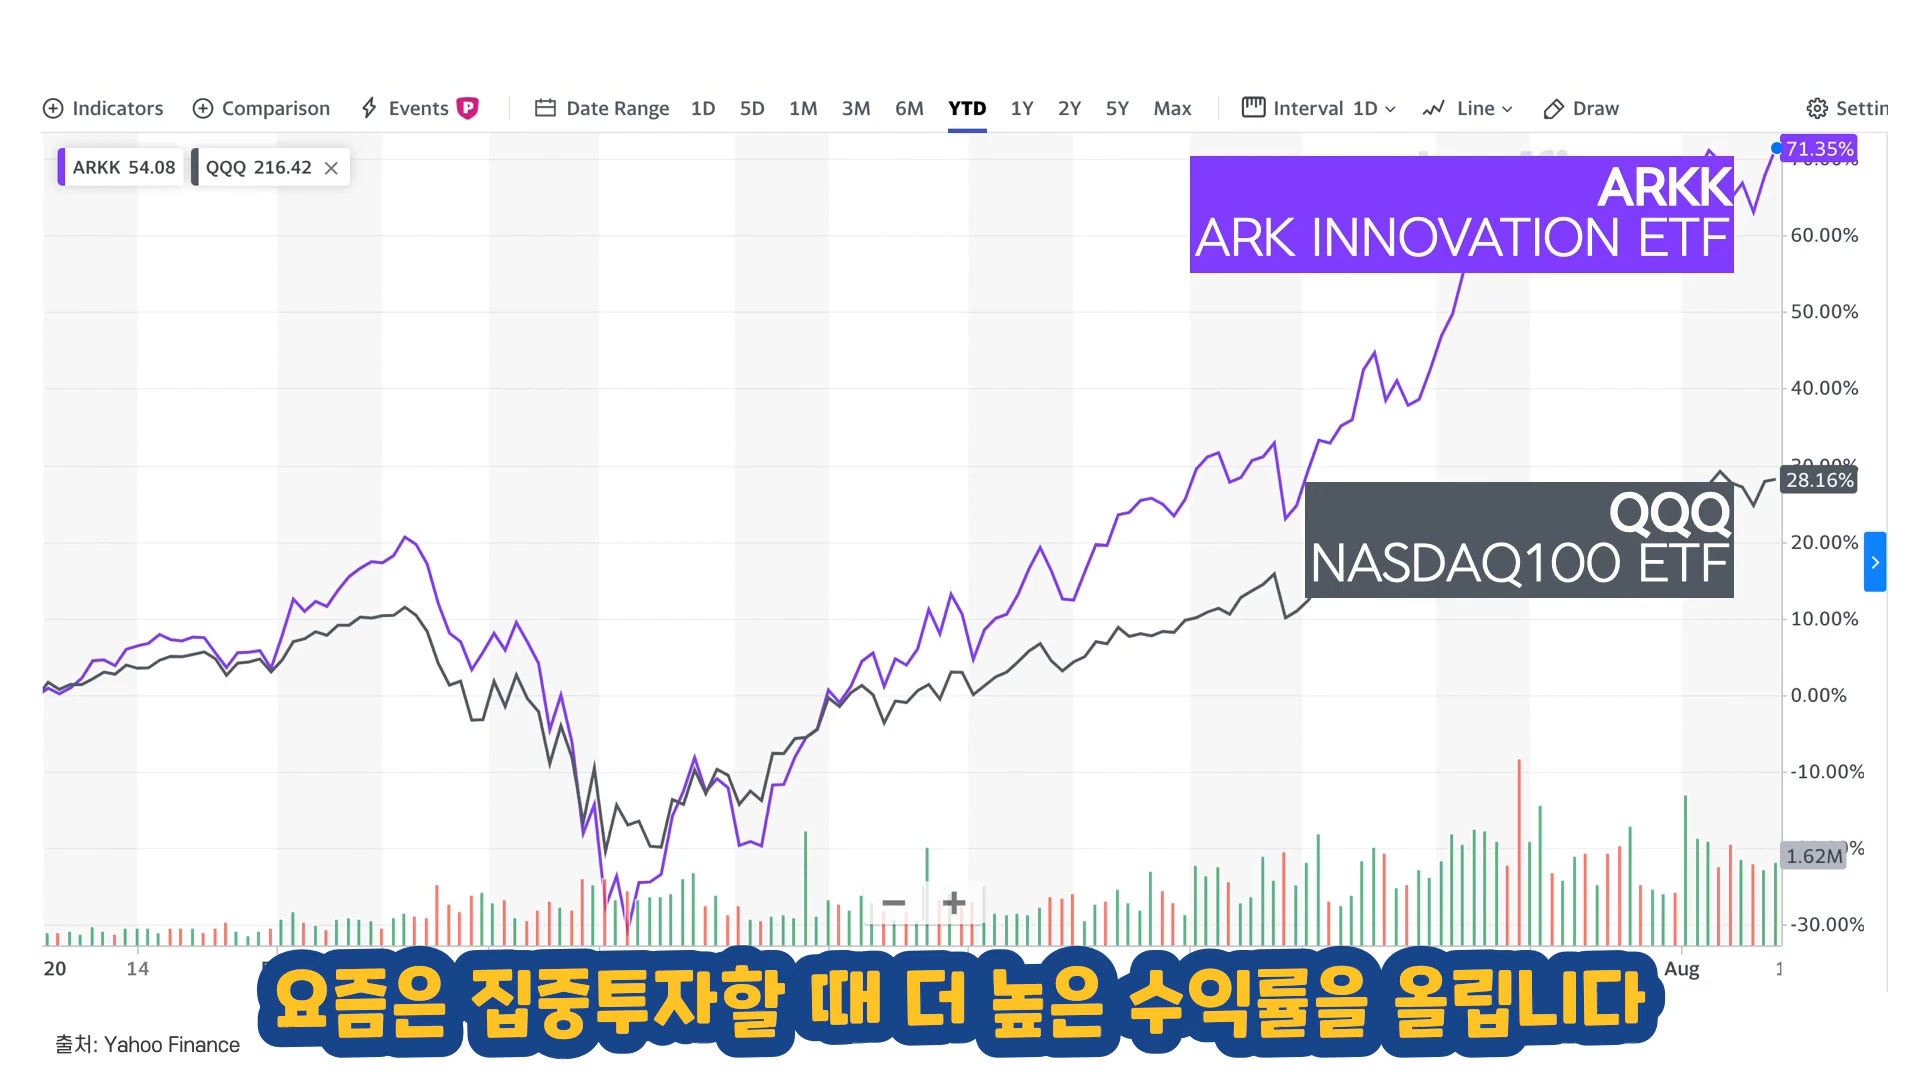 Indicators Comparison Events P Date Range 1D 5D 1M 3M 6M YTD 1Y 2Y 5Y Max Interval 1D Line Draw Settin
ARKK 54.08 QQQ 216.42
71.35%
ARKK
ARK INNOVATION ETF
60.00%
50.00%
40.00%
30.00%
28.16%
QQQ
NASDAQ100 ETF
20.00%
10.00%
0.00%
-10.00%
1.62M
-30.00%
20 14 Aug 1
요즘은 집중투자할 때 더 높은 수익률을 올립니다
출처: Yahoo Finance